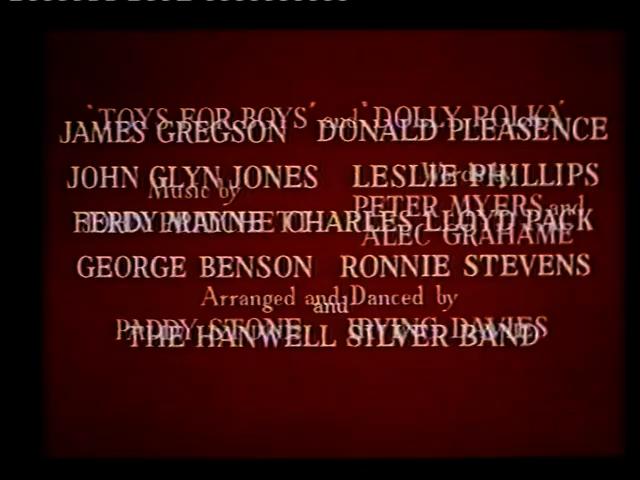 'TOYS FOR BOYS' and 'DOLLY POLKA'
JAMES GREGSON DONALD PLEASENCE
JOHN GLYN JONES LESLIE PHILLIPS
Music by Words by
PETER MYERS and
FERDY MAYNE CHARLES LLOYD PACK
ALEC GRAHAME
GEORGE BENSON RONNIE STEVENS
Arranged and Danced by
and
PADDY STONE IRVING DAVIES
THE HANWELL SILVER BAND